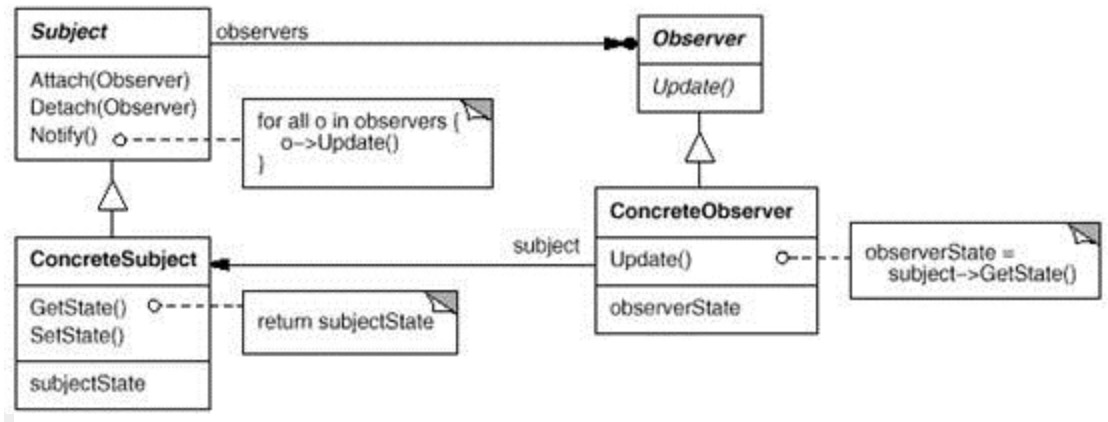 Subject
observers
Attach(Observer)
Detach(Observer)
Notify()
for all o in observers {
o->Update()
}
Observer
Update()
ConcreteSubject
GetState()
SetState()
subjectState
return subjectState
subject
ConcreteObserver
Update()
observerState
observerState =
subject->GetState()